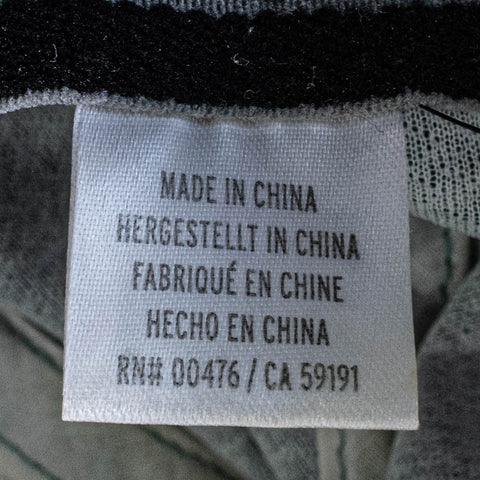 MADE IN CHINA
HERGESTELLT IN CHINA
FABRIQUÉ EN CHINE
HECHO EN CHINA
RN# 00476 / CA 59191